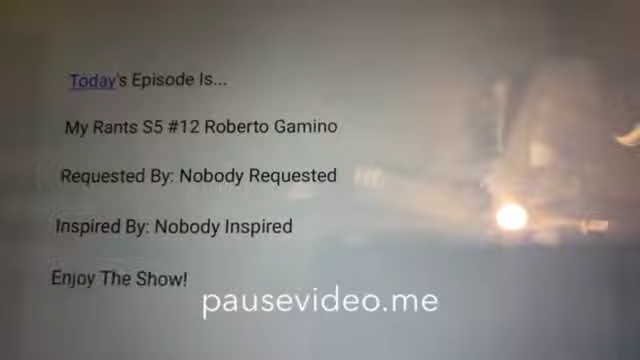 Today's Episode Is...
My Rants S5 #12 Roberto Gamino
Requested By: Nobody Requested
Inspired By: Nobody Inspired
Enjoy The Show!
pausevideo.me